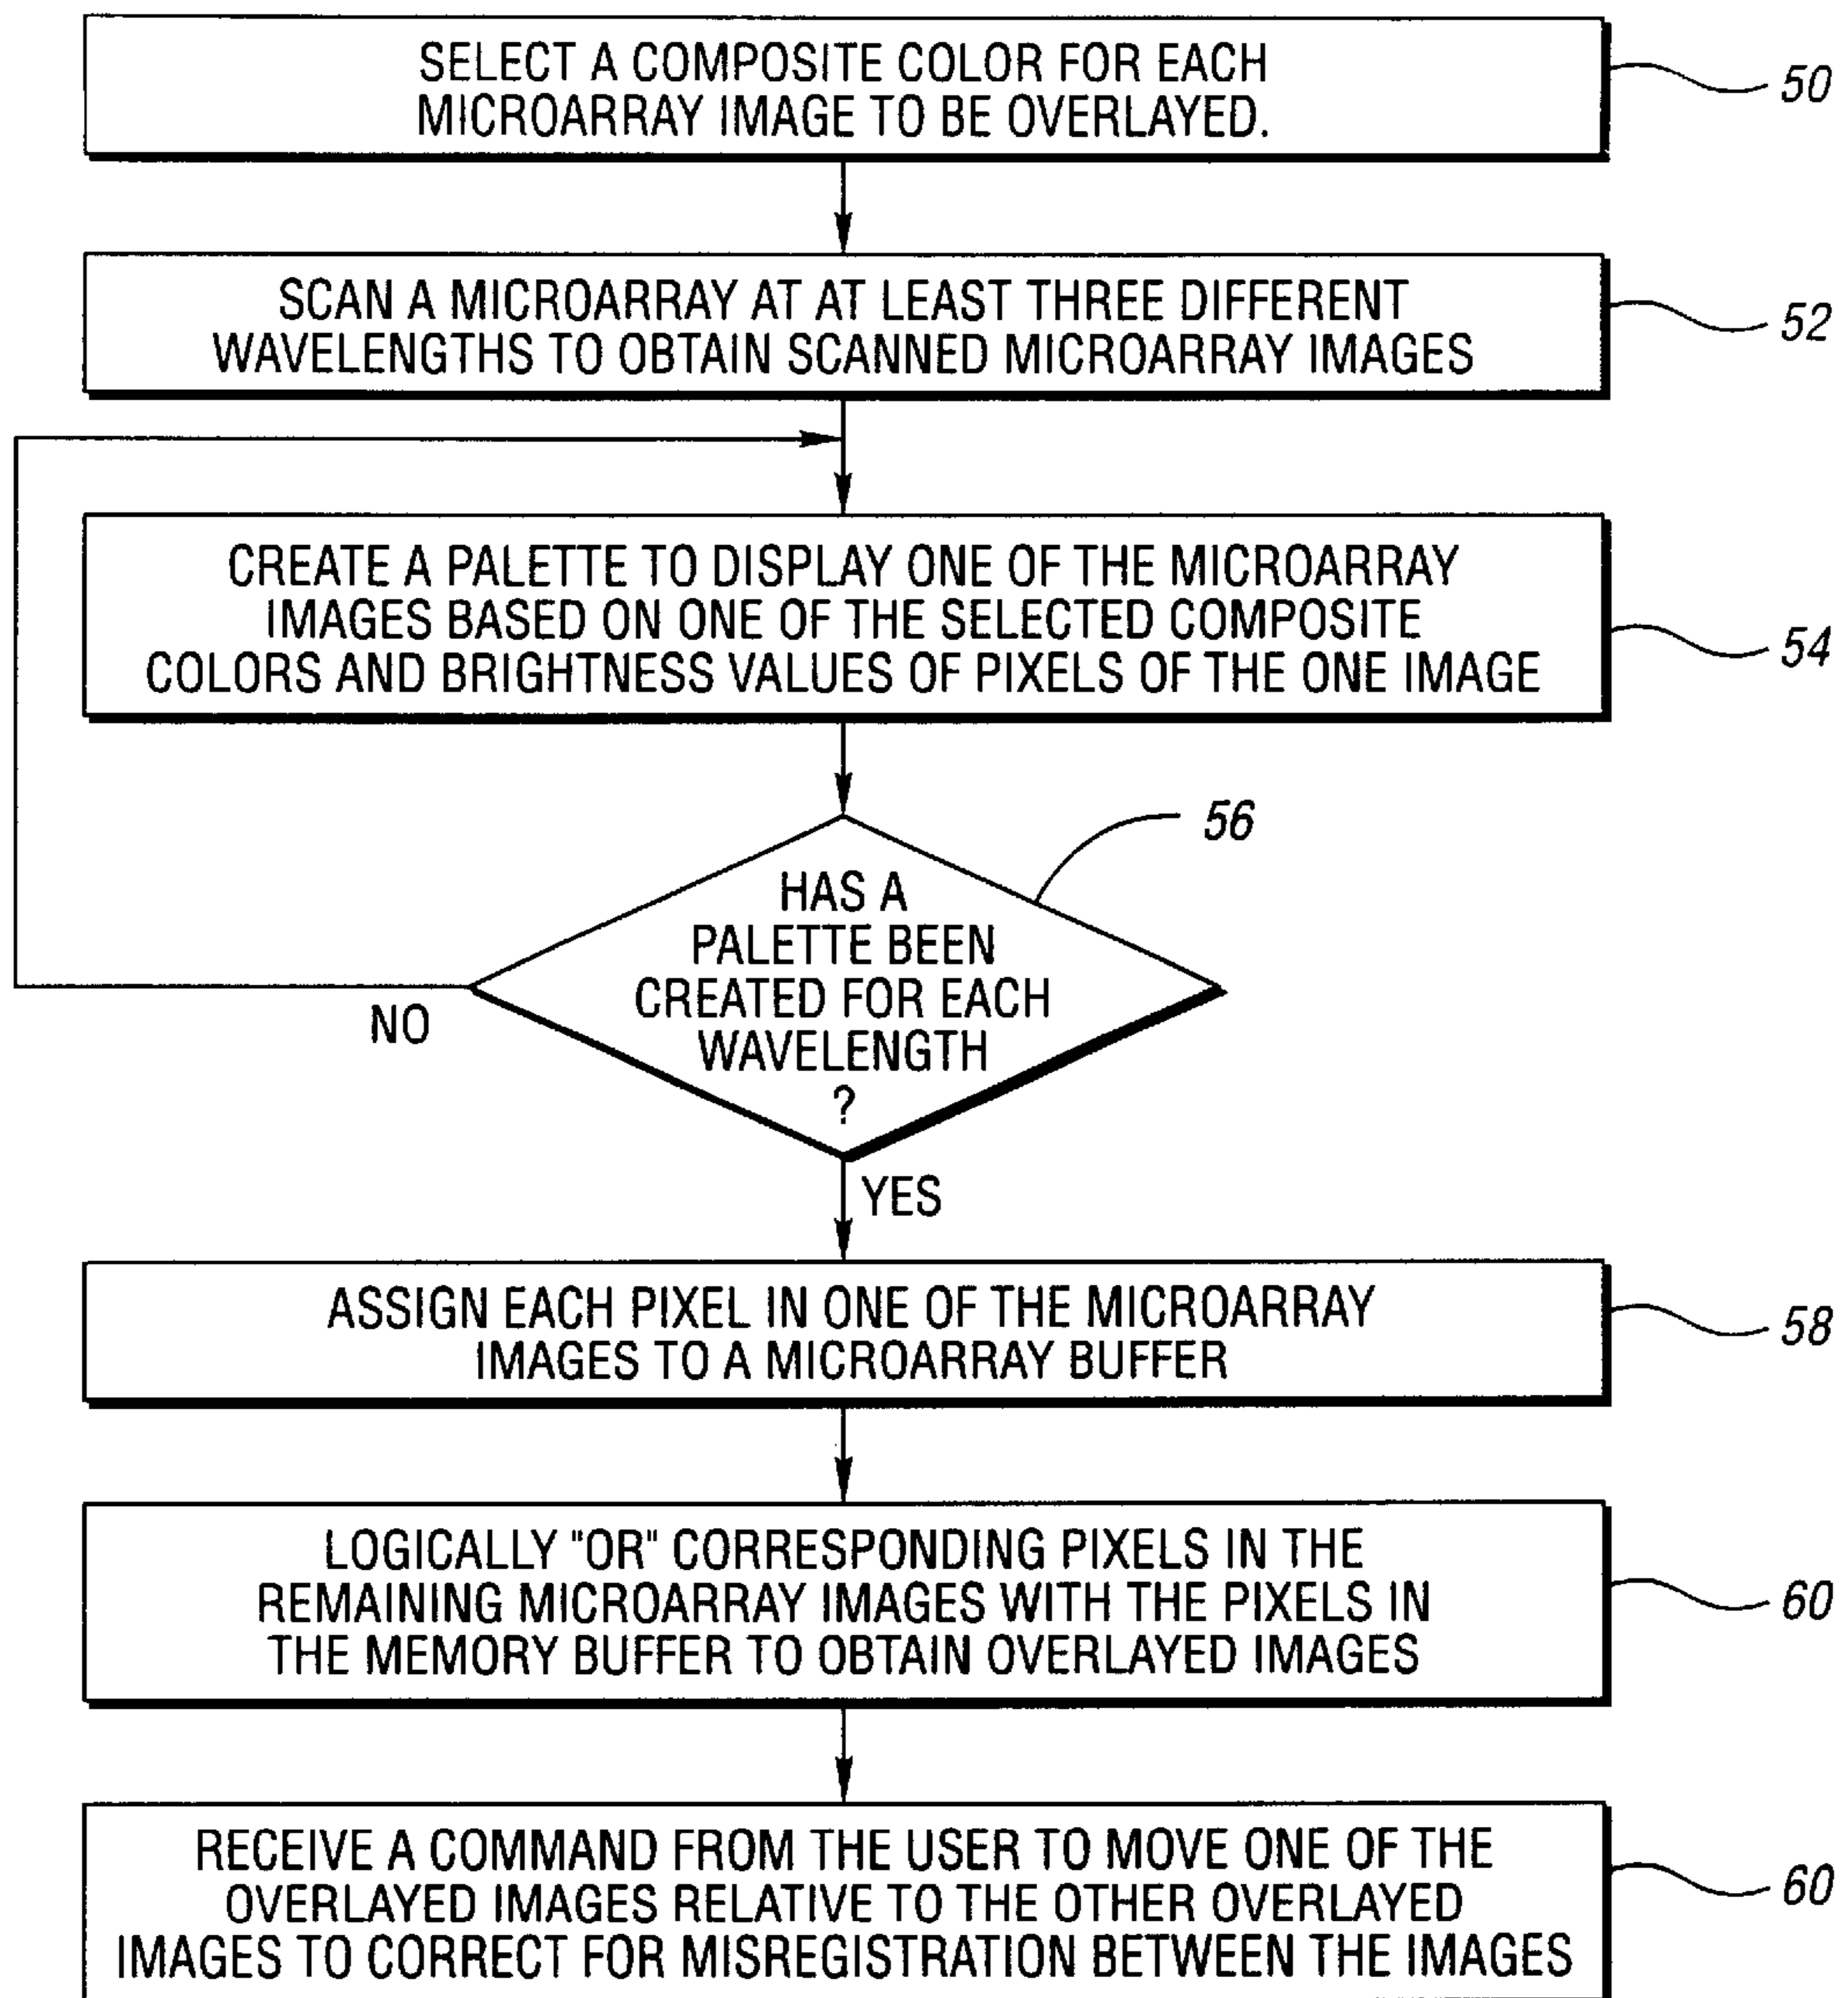 SELECT A COMPOSITE COLOR FOR EACH
MICROARRAY IMAGE TO BE OVERLAYED.
50
SCAN A MICROARRAY AT AT LEAST THREE DIFFERENT
WAVELENGTHS TO OBTAIN SCANNED MICROARRAY IMAGES
52
CREATE A PALETTE TO DISPLAY ONE OF THE MICROARRAY
IMAGES BASED ON ONE OF THE SELECTED COMPOSITE
COLORS AND BRIGHTNESS VALUES OF PIXELS OF THE ONE IMAGE
54
56
HAS A
PALETTE BEEN
CREATED FOR EACH
WAVELENGTH
?
NO
YES
ASSIGN EACH PIXEL IN ONE OF THE MICROARRAY
IMAGES TO A MICROARRAY BUFFER
58
LOGICALLY "OR" CORRESPONDING PIXELS IN THE
REMAINING MICROARRAY IMAGES WITH THE PIXELS IN
THE MEMORY BUFFER TO OBTAIN OVERLAYED IMAGES
60
RECEIVE A COMMAND FROM THE USER TO MOVE ONE OF THE
OVERLAYED IMAGES RELATIVE TO THE OTHER OVERLAYED
IMAGES TO CORRECT FOR MISREGISTRATION BETWEEN THE IMAGES
60